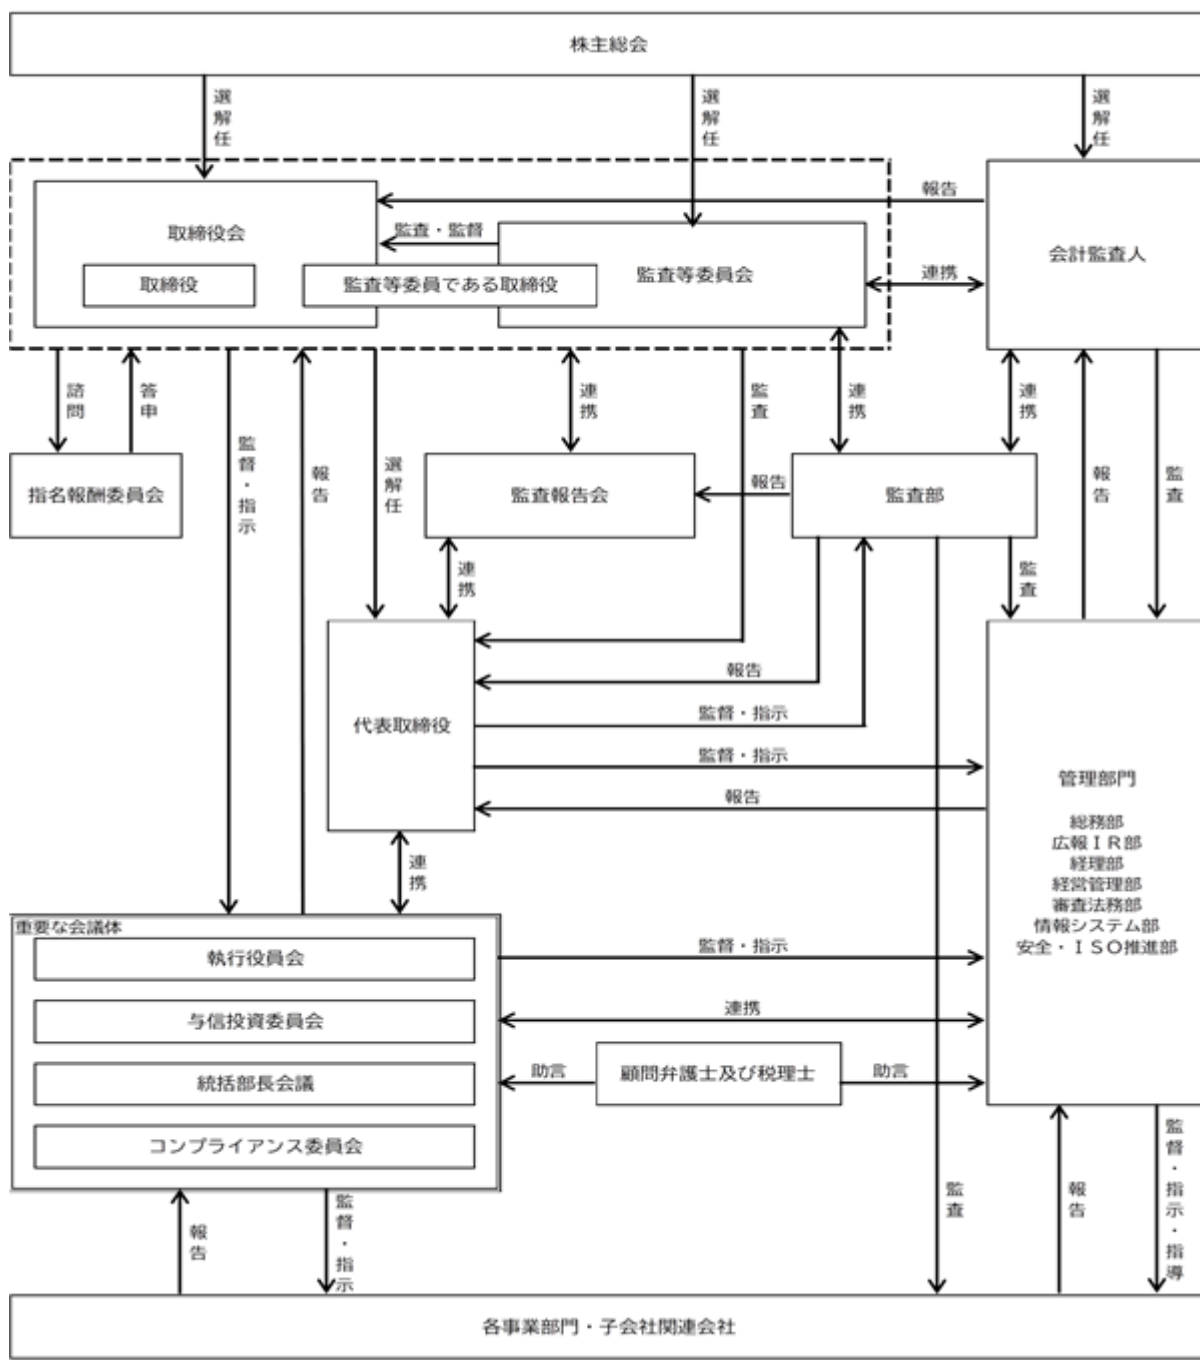 株主総会
選解任
選解任
選解任
報告
取締役会
監査・監督
監査等委員会
会計監査人
取締役
監査等委員である取締役
連携
諮問
答申
監督・指示
報告
選解任
連携
監査
連携
連携
報告
監査
指名報酬委員会
監査報告会
報告
監査部
連携
監査
報告
代表取締役
監督・指示
監督・指示
報告
管理部門
総務部
広報ＩＲ部
経理部
経営管理部
審査法務部
情報システム部
安全・ＩＳＯ推進部
連携
重要な会議体
執行役員会
監督・指示
与信投資委員会
連携
統括部長会議
助言
顧問弁護士及び税理士
助言
コンプライアンス委員会
報告
監督・指示
監査
報告
監督・指示・指導
各事業部門・子会社関連会社